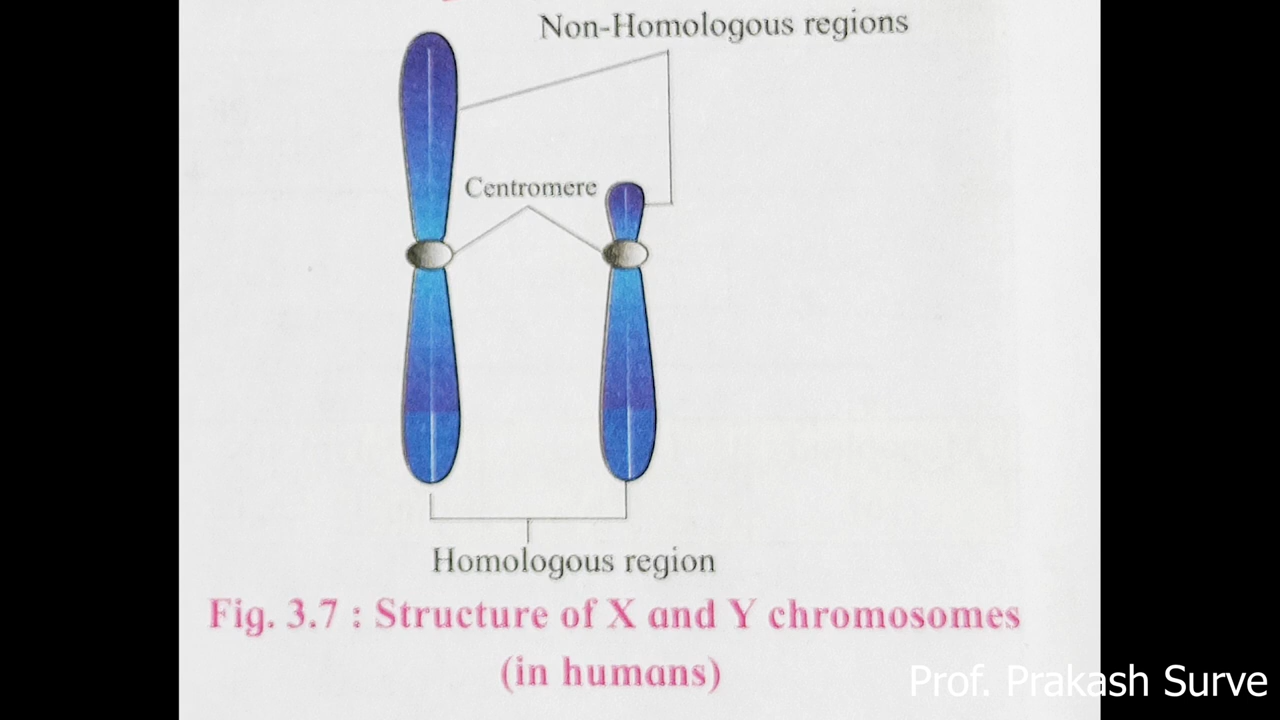 Non-Homologous regions
Centromere
Homologous region
Fig. 3.7 : Structure of X and Y chromosomes
(in humans)
Prof. Prakash Surve